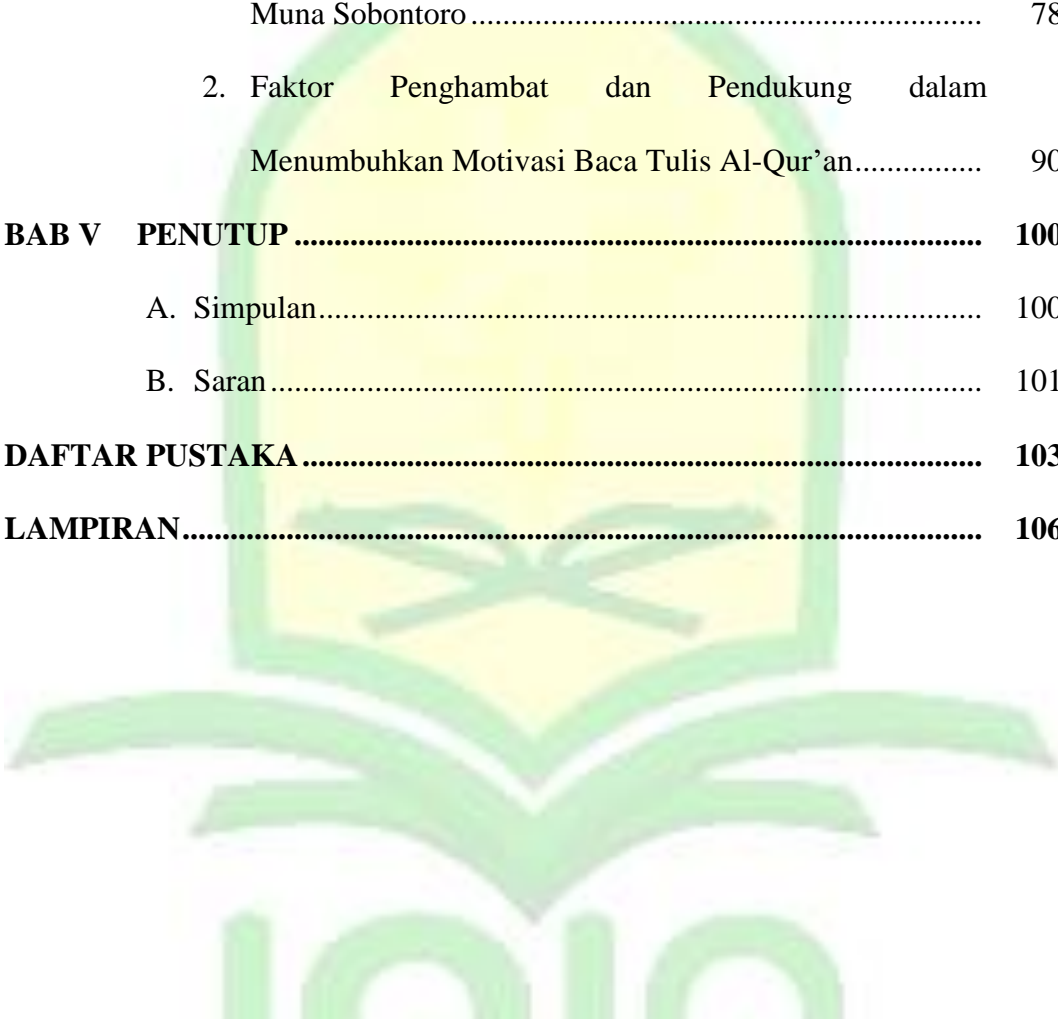 Muna Sobontoro................................................................. 78
2. Faktor Penghambat dan Pendukung dalam
Menumbuhkan Motivasi Baca Tulis Al-Qur’an................ 90
BAB V PENUTUP ...................................................................................... 100
A. Simpulan................................................................................... 100
B. Saran ......................................................................................... 101
DAFTAR PUSTAKA ..................................................................................... 103
LAMPIRAN..................................................................................................... 106